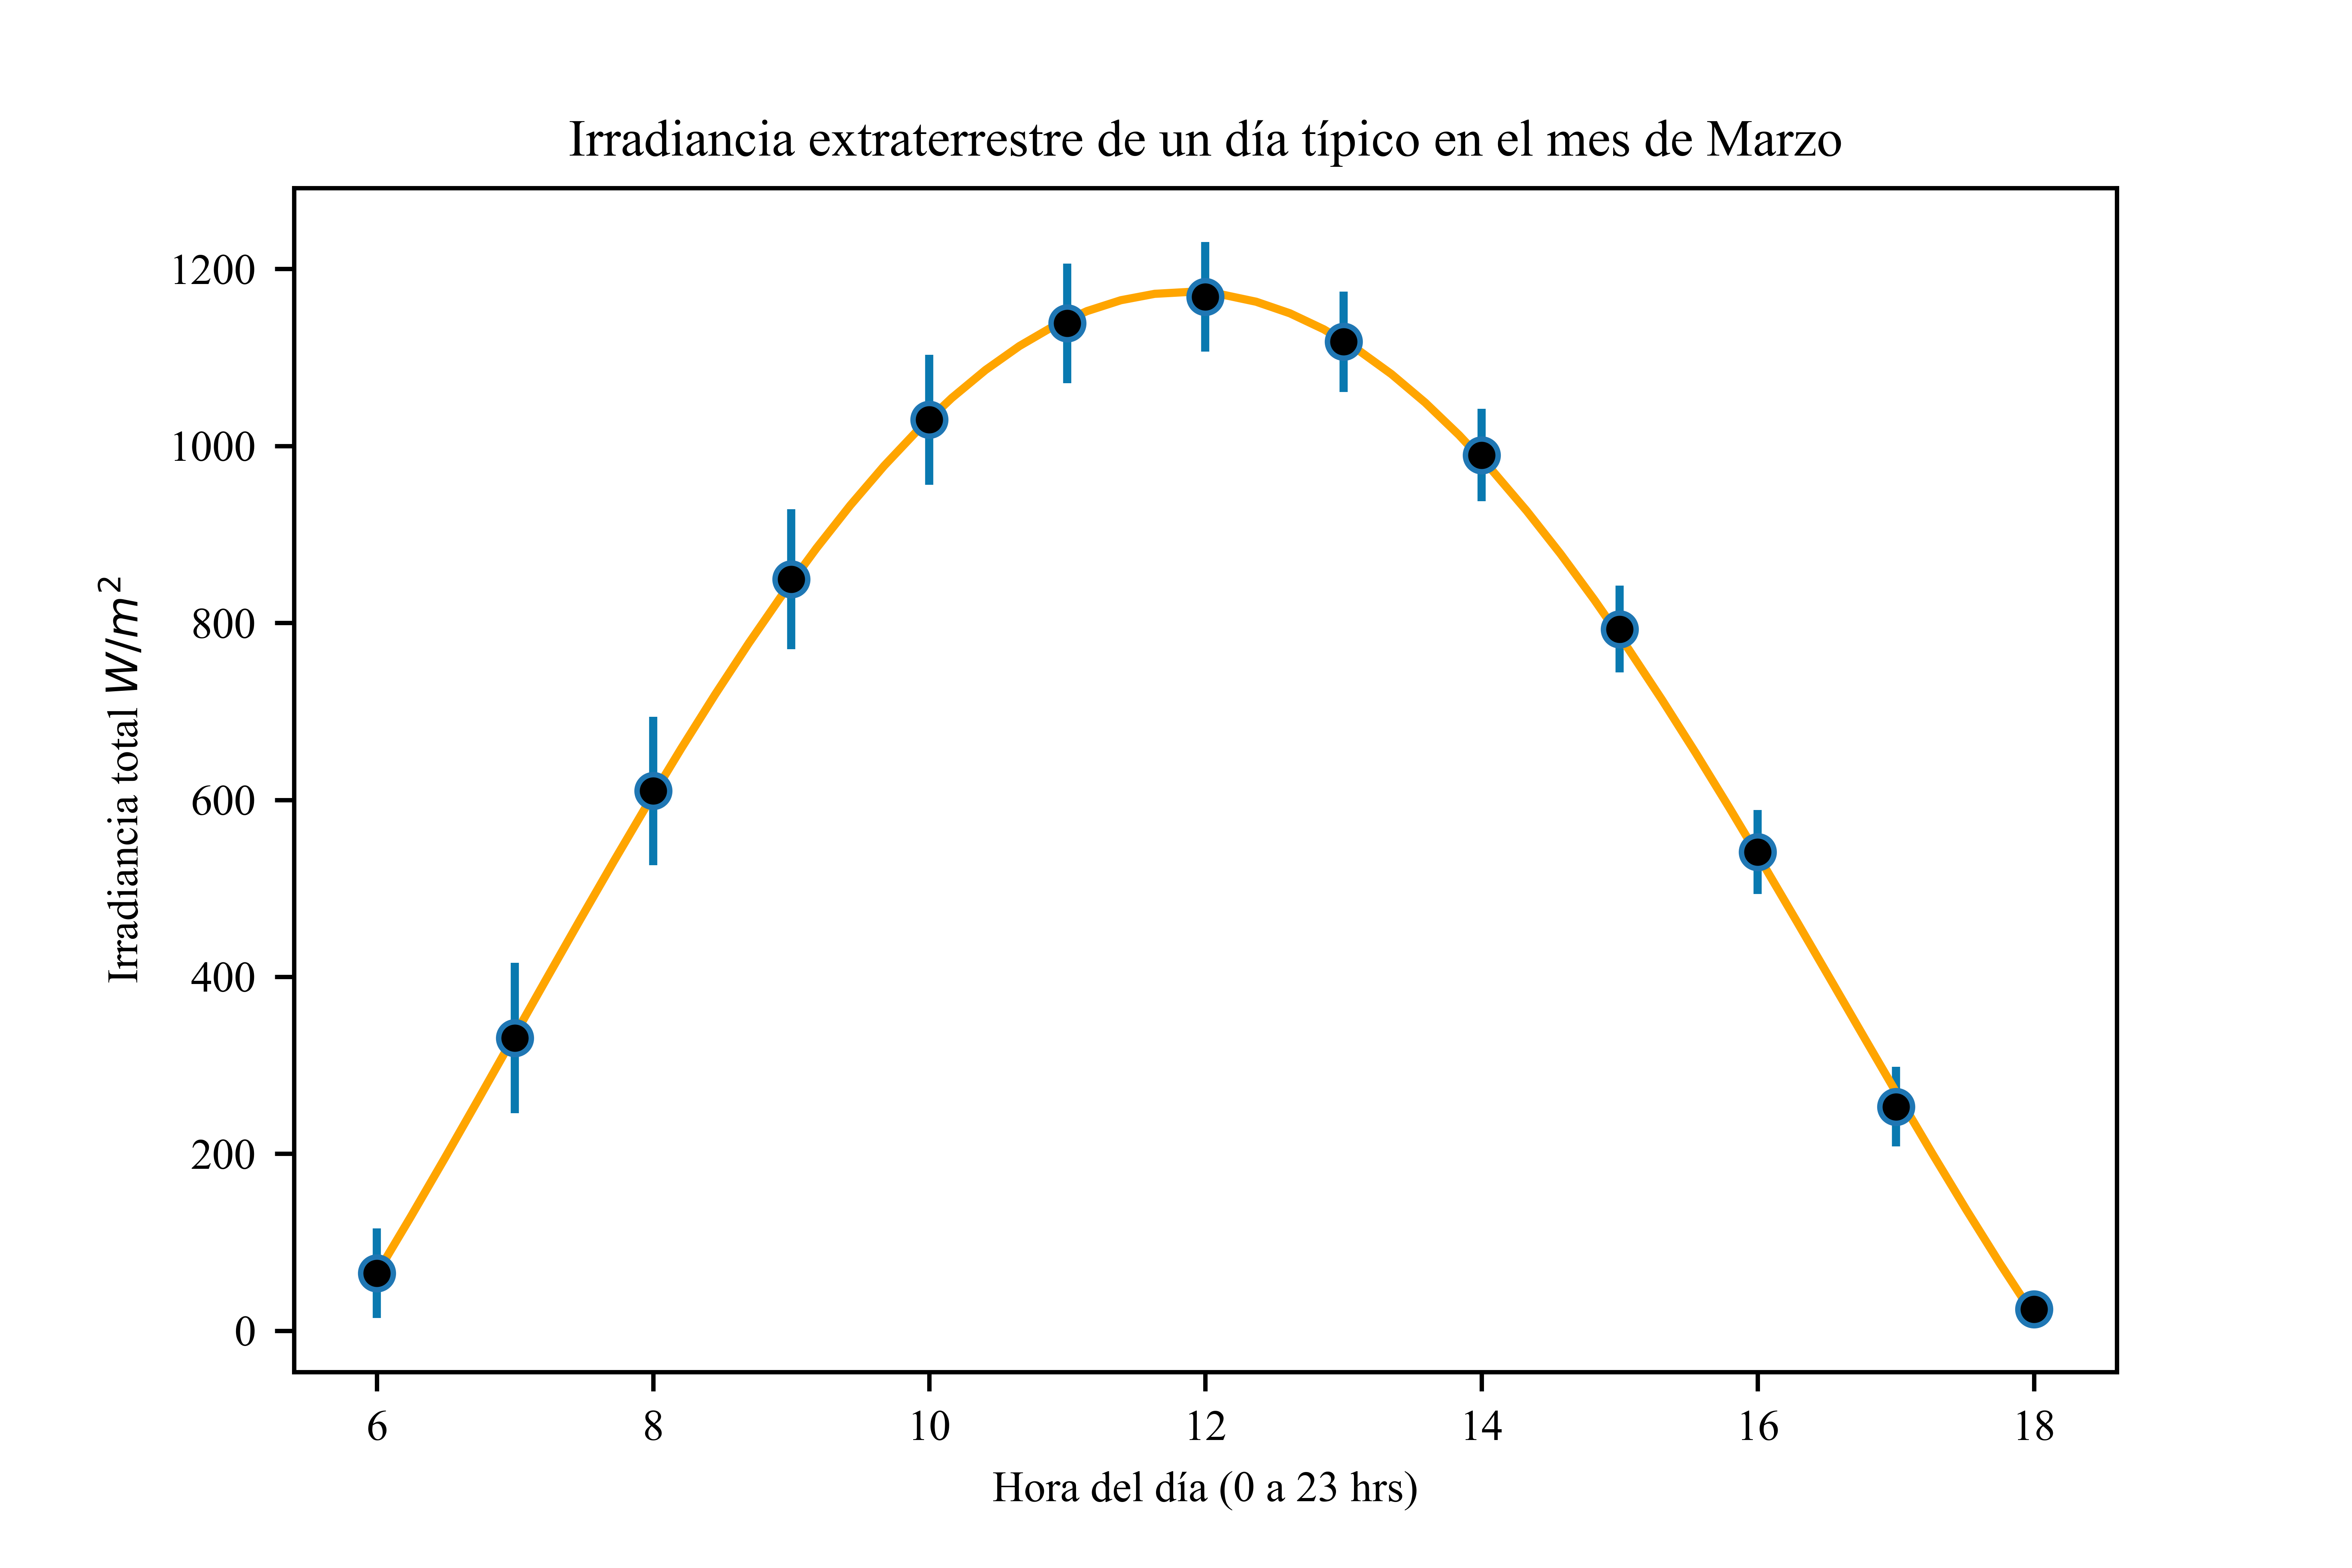 Irradiancia extraterrestre de un día típico en el mes de Marzo
Irradiancia total W/m²
1200
1000
800
600
400
200
0
6 8 10 12 14 16 18
Hora del día (0 a 23 hrs)